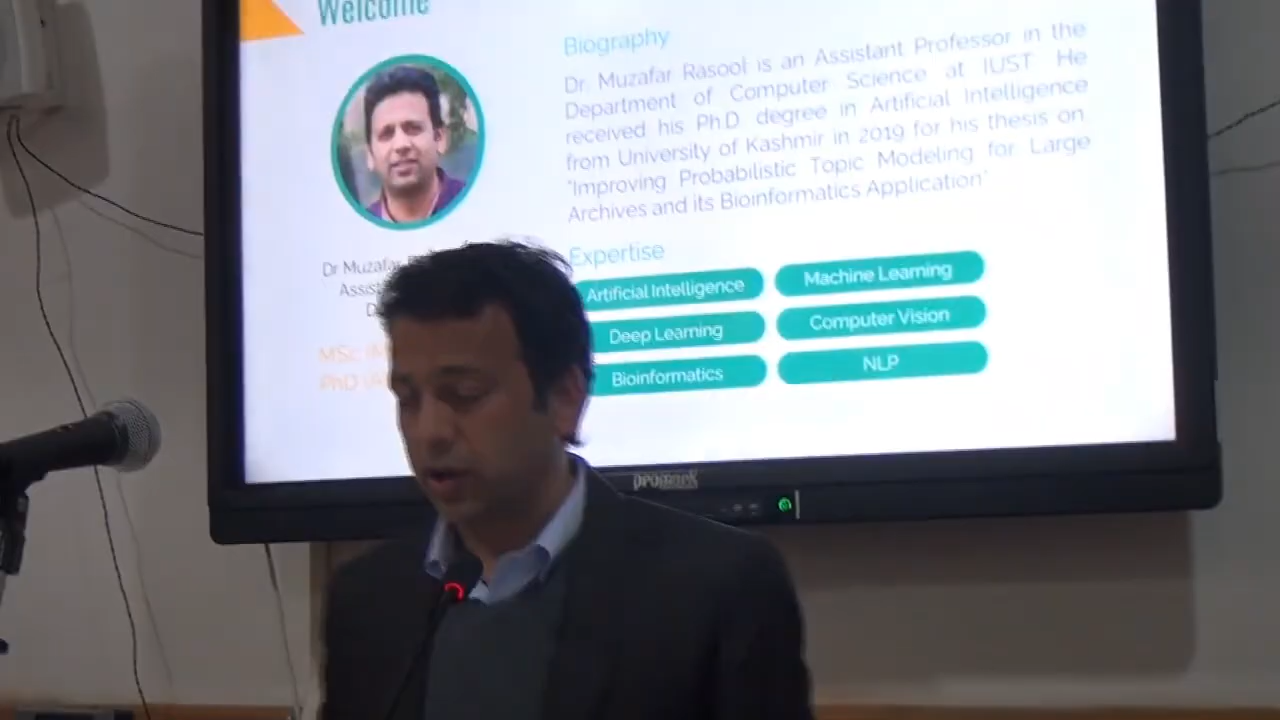 Welcome
Biography
Dr. Muzafar Rasool is an Assistant Professor in the
Department of Computer Science at IUST. He
received his Ph.D. degree in Artificial Intelligence
from University of Kashmir in 2019 for his thesis on
"Improving Probabilistic Topic Modeling for Large
Archives and its Bioinformatics Application"
Dr Muzafar
Expertise
Artificial Intelligence
Machine Learning
Deep Learning
Computer Vision
Bioinformatics
NLP
MSc
PhD
promark